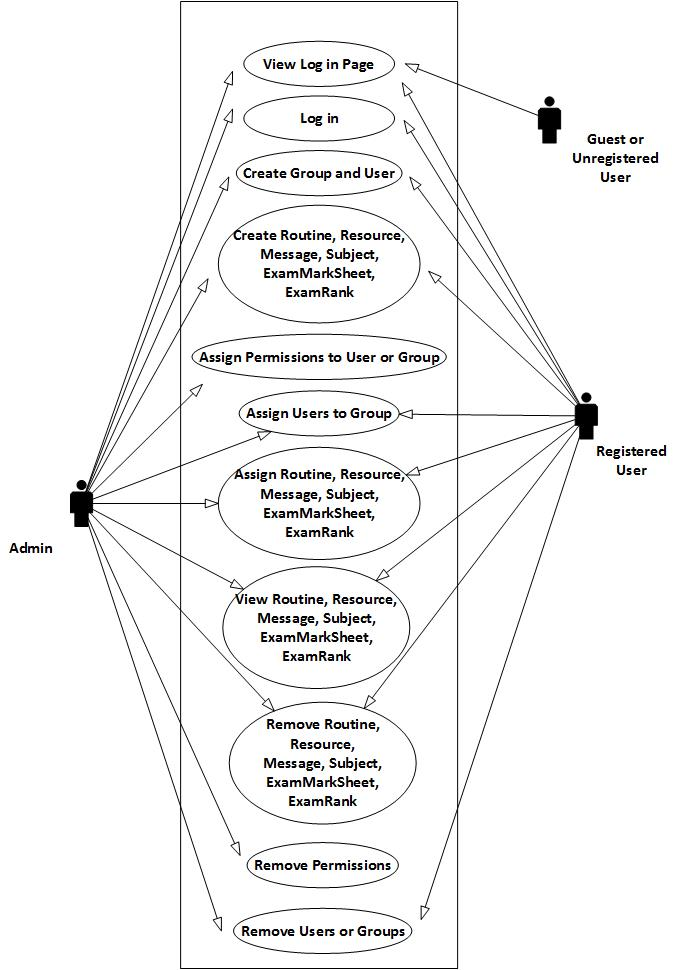 View Log in Page
Log in
Guest or
Unregistered
User
Create Group and User
Create Routine, Resource,
Message, Subject,
ExamMarkSheet,
ExamRank
Assign Permissions to User or Group
Assign Users to Group
Registered
User
Assign Routine, Resource,
Message, Subject,
ExamMarkSheet,
ExamRank
Admin
View Routine, Resource,
Message, Subject,
ExamMarkSheet,
ExamRank
Remove Routine,
Resource,
Message, Subject,
ExamMarkSheet,
ExamRank
Remove Permissions
Remove Users or Groups